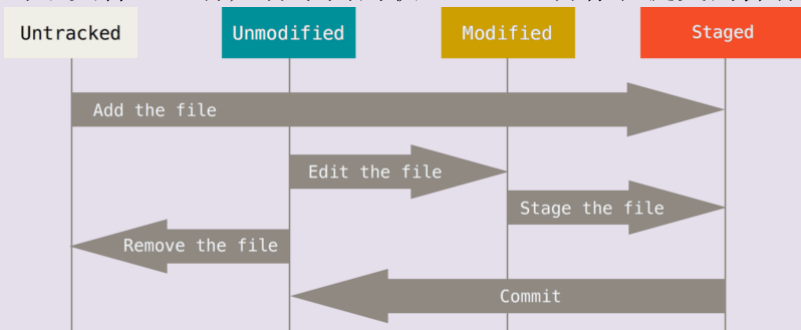 Untracked
Unmodified
Modified
Staged
Add the file
Edit the file
Stage the file
Remove the file
Commit